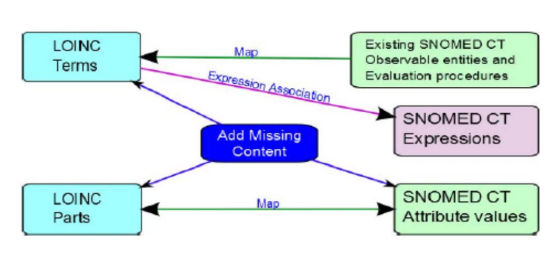 LOINC
Terms
Map
Existing SNOMED CT
Observable entities and
Evaluation procedures
Expression Association
SNOMED CT
Expressions
Add Missing
Content
LOINC
Parts
Map
SNOMED CT
Attribute values